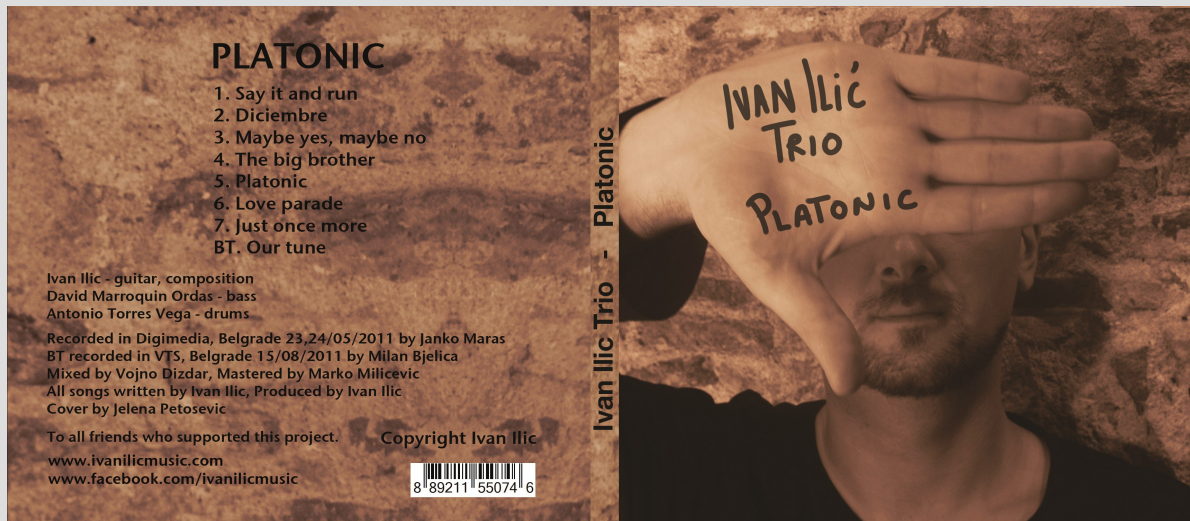 PLATONIC
1. Say it and run
2. Diciembre
3. Maybe yes, maybe no
4. The big brother
5. Platonic
6. Love parade
7. Just once more
BT. Our tune
Ivan Ilic - guitar, composition
David Marroquin Ordas - bass
Antonio Torres Vega - drums
Recorded in Digimedia, Belgrade 23,24/05/2011 by Janko Maras
BT recorded in VTS, Belgrade 15/08/2011 by Milan Bjelica
Mixed by Vojno Dizdar, Mastered by Marko Milicevic
All songs written by Ivan Ilic, Produced by Ivan Ilic
Cover by Jelena Petosevic
To all friends who supported this project.
Copyright Ivan Ilic
www.ivanilicmusic.com
www.facebook.com/ivanilicmusic
8 89211 55074 6
Ivan Ilic Trio - Platonic
IVAN ILIĆ
TRIO
PLATONIC